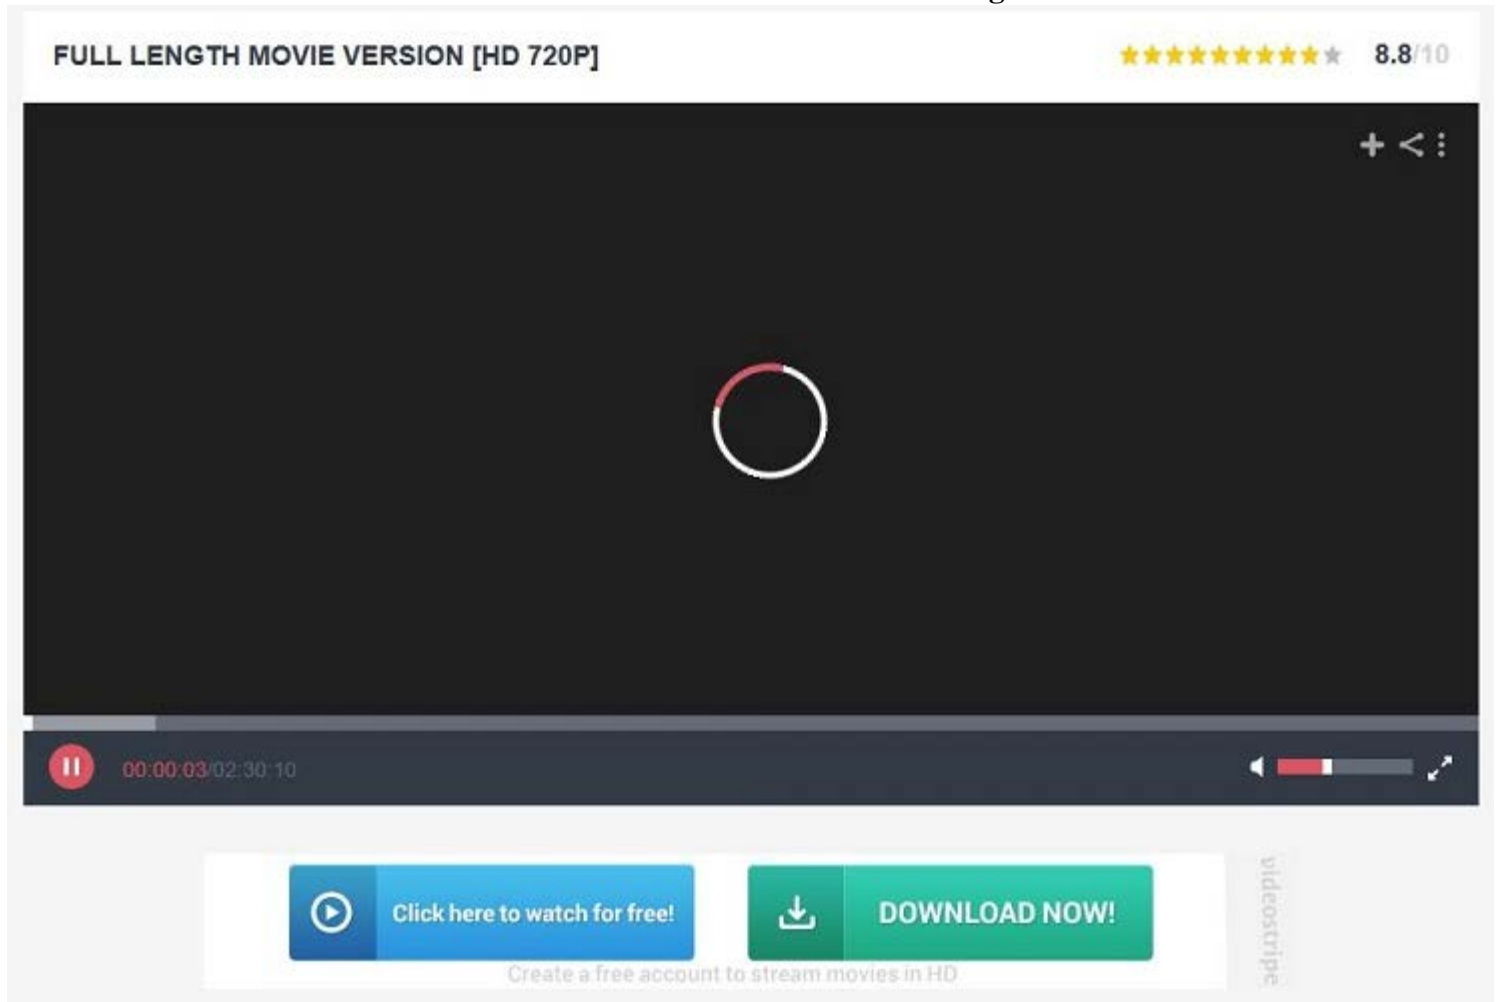 FULL LENGTH MOVIE VERSION [HD 720P]
8.8/10
00:00:03/02:30:10
Click here to watch for free!
DOWNLOAD NOW!
Create a free account to stream movies in HD
videostripe